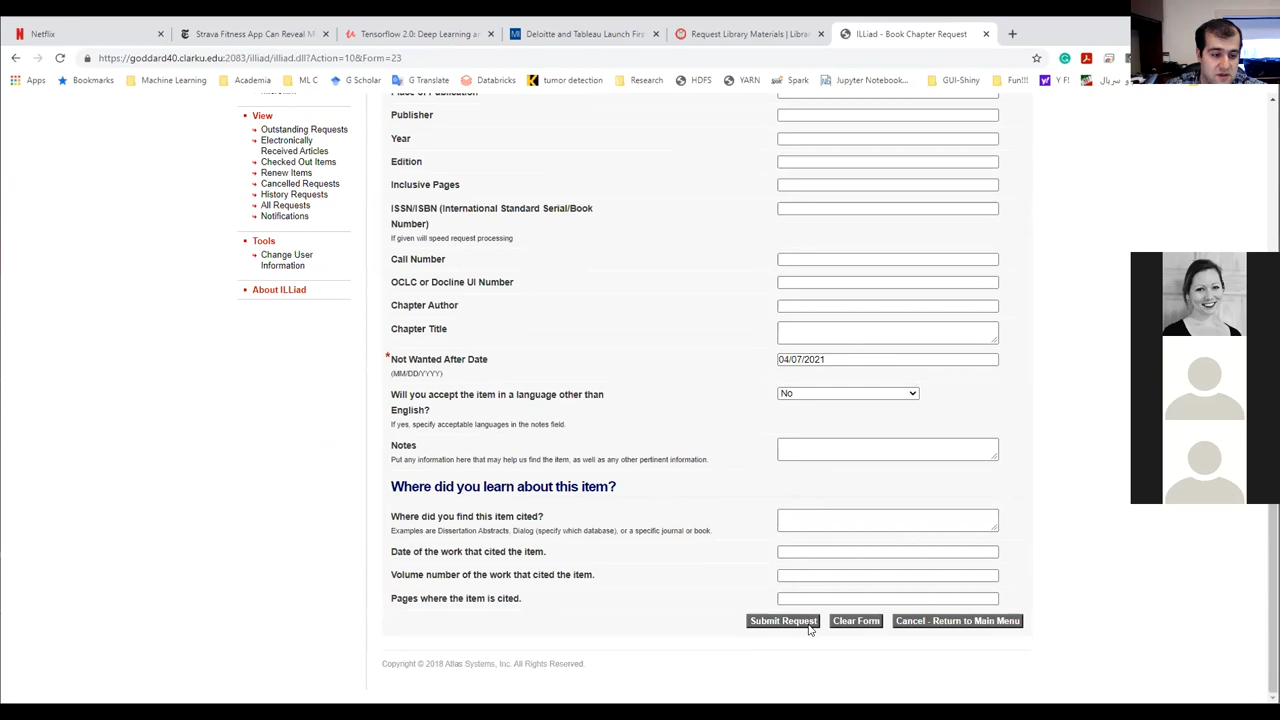 Netflix
Strava Fitness App Can Reveal M
Tensorflow 2.0: Deep Learning a
Deloitte and Tableau Launch First
Request Library Materials | Librar
ILLiad - Book Chapter Request
https://goddard40.clarku.edu:2083/illiad/illiad.dll?Action=10&Form=23
Apps
Bookmarks
Machine Learning
Academia
ML C
G Scholar
G Translate
Databricks
tumor detection
Research
HDFS
YARN
Spark
Jupyter Notebook...
GUI-Shiny
Fun!!!
Y F!
و سریال
Place of Publication
View
Outstanding Requests
Electronically
Received Articles
Checked Out Items
Renew Items
Cancelled Requests
History Requests
All Requests
Notifications
Tools
Change User
Information
About ILLiad
Publisher
Year
Edition
Inclusive Pages
ISSN/ISBN (International Standard Serial/Book
Number)
If given will speed request processing
Call Number
OCLC or Docline UI Number
Chapter Author
Chapter Title
* Not Wanted After Date
04/07/2021
(MM/DD/YYYY)
Will you accept the item in a language other than
English?
No
If yes, specify acceptable languages in the notes field.
Notes
Put any information here that may help us find the item, as well as any other pertinent information.
Where did you learn about this item?
Where did you find this item cited?
Examples are Dissertation Abstracts, Dialog (specify which database), or a specific journal or book.
Date of the work that cited the item.
Volume number of the work that cited the item.
Pages where the item is cited.
Submit Request
Clear Form
Cancel - Return to Main Menu
Copyright © 2018 Atlas Systems, Inc. All Rights Reserved.